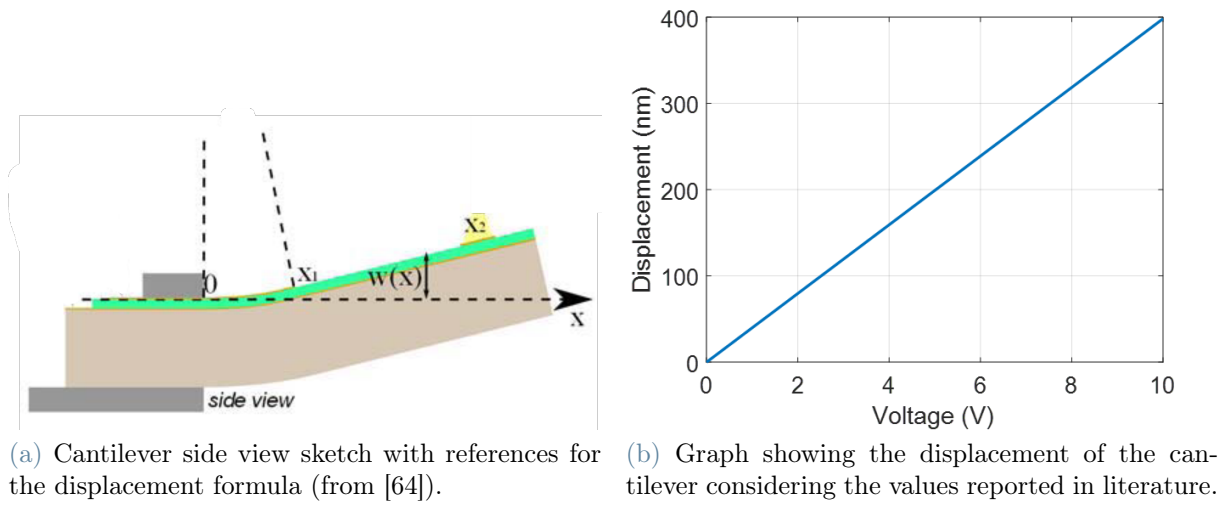 0
X₁
X₂
w(x)
X
side view
400
300
200
100
0
Displacement (nm)
0 2 4 6 8 10
Voltage (V)
(a) Cantilever side view sketch with references for
the displacement formula (from [64]).
(b) Graph showing the displacement of the can-
tilever considering the values reported in literature.